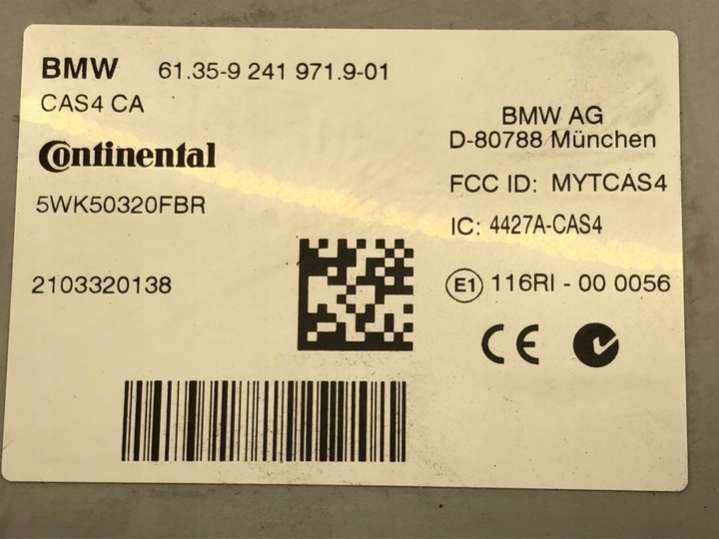 BMW 61.35-9 241 971.9-01
CAS4 CA
BMW AG
D-80788 München
Continental
5WK50320FBR
FCC ID: MYTCAS4
IC: 4427A-CAS4
2103320138
E1 116RI - 00 0056
CE